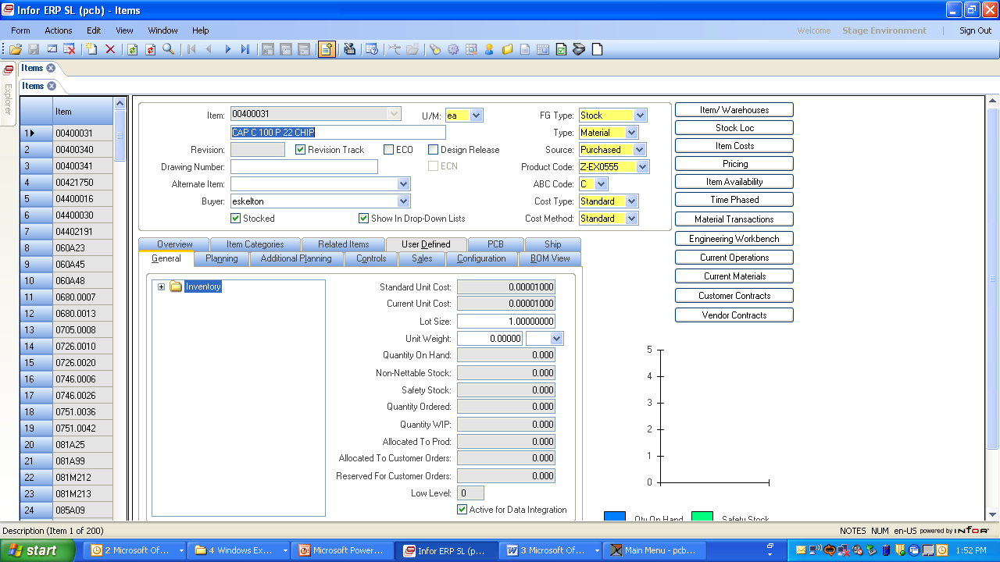 Infor ERP SL (pcb) - Items
Form Actions Edit View Window Help Welcome Stage Environment | Sign Out
Items
Items
Explorer
Item
1 00400031
2 00400340
3 00400341
4 00421750
5 04400016
6 04400030
7 04402191
8 060A23
9 060A45
10 060A48
11 0680.0007
12 0680.0013
13 0705.0008
14 0726.0010
15 0726.0020
16 0746.0006
17 0746.0026
18 0751.0036
19 0751.0042
20 081A25
21 081A99
22 081M212
23 081M213
24 085A09
Item: 00400031 U/M: ea
CAP C 100 P 22 CHIP
Revision: Revision Track ECO Design Release
Drawing Number: ECN
Alternate Item:
Buyer: eskelton
Stocked Show In Drop-Down Lists
FG Type: Stock
Type: Material
Source: Purchased
Product Code: Z-EX0555
ABC Code: C
Cost Type: Standard
Cost Method: Standard
Item/ Warehouses
Stock Loc
Item Costs
Pricing
Item Availability
Time Phased
Material Transactions
Engineering Workbench
Current Operations
Current Materials
Customer Contracts
Vendor Contracts
Overview Item Categories Related Items User Defined PCB Ship
General Planning Additional Planning Controls Sales Configuration BOM View
Inventory
Standard Unit Cost: 0.00001000
Current Unit Cost: 0.00001000
Lot Size: 1.00000000
Unit Weight: 0.00000
Quantity On Hand: 0.000
Non-Nettable Stock: 0.000
Safety Stock: 0.000
Quantity Ordered: 0.000
Quantity WIP: 0.000
Allocated To Prod: 0.000
Allocated To Customer Orders: 0.000
Reserved For Customer Orders: 0.000
Low Level: 0
Active for Data Integration
5
4
3
2
1
0
Qty On Hand Safety Stock
Description (Item 1 of 200) NOTES NUM en-US powered by INFOR
start 2 Microsoft Of... 4 Windows Ex... Microsoft Power... Infor ERP SL (p... 3 Microsoft Of... Main Menu - pcb... 1:52 PM